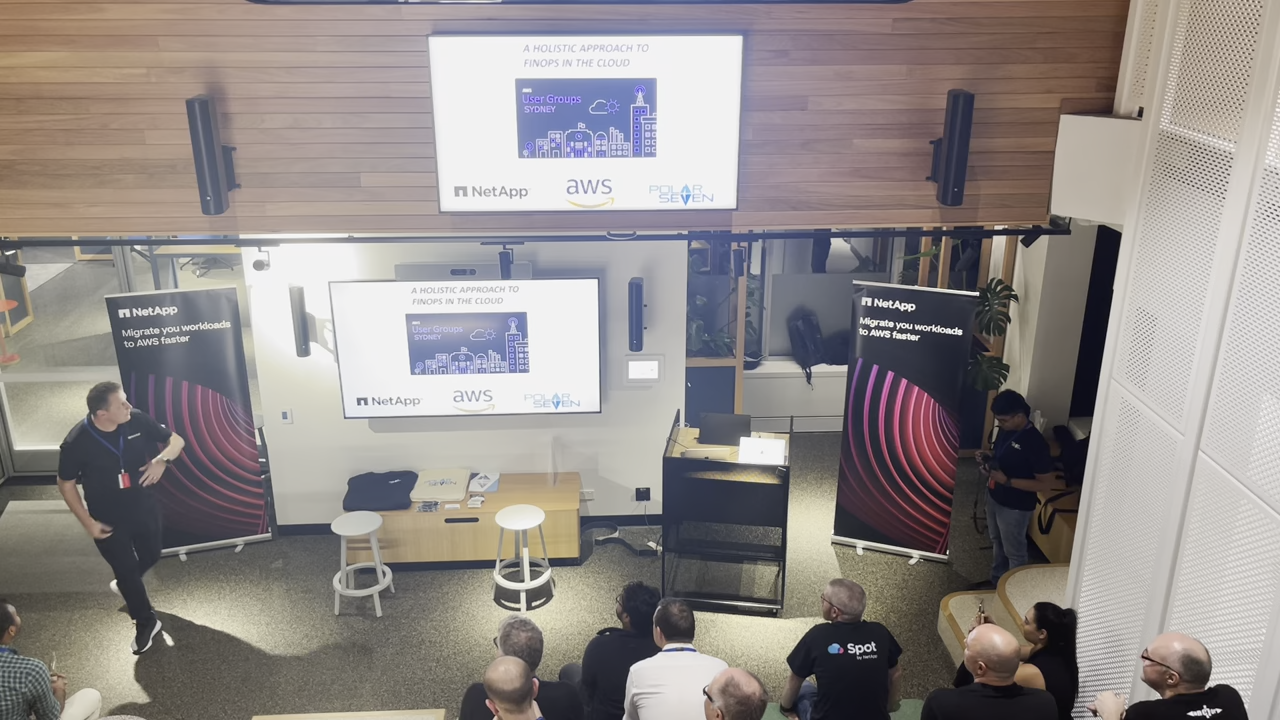 A HOLISTIC APPROACH TO
FINOPS IN THE CLOUD
aws
User Groups
SYDNEY
NetApp
aws
POLAR
SEVEN
A HOLISTIC APPROACH TO
FINOPS IN THE CLOUD
User Groups
SYDNEY
NetApp
aws
POLAR
SEVEN
NetApp
Migrate you workloads
to AWS faster
NetApp
Migrate you workloads
to AWS faster
Spot
by NetApp